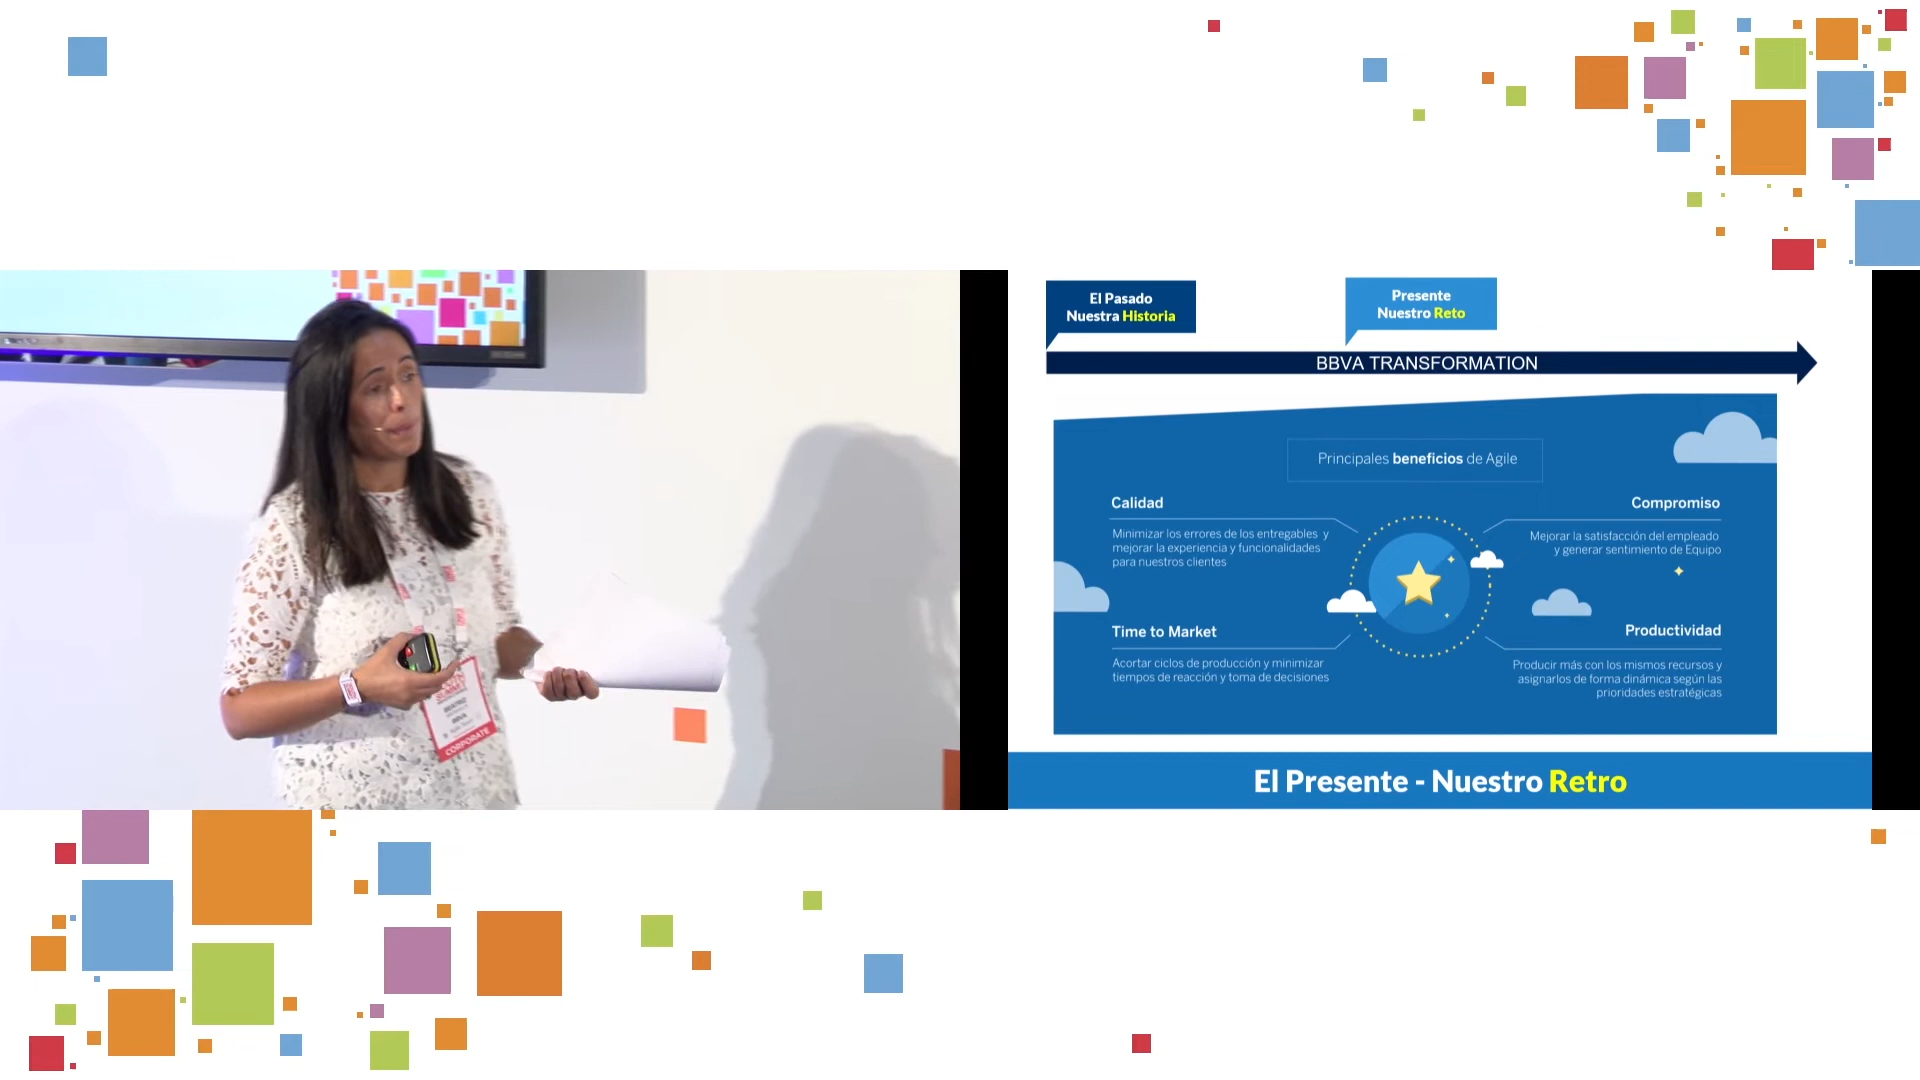 El Pasado
Nuestra Historia
Presente
Nuestro Reto
BBVA TRANSFORMATION
Principales beneficios de Agile
Calidad
Minimizar los errores de los entregables y
mejorar la experiencia y funcionalidades
para nuestros clientes
Compromiso
Mejorar la satisfacción del empleado
y generar sentimiento de Equipo
Time to Market
Acortar ciclos de producción y minimizar
tiempos de reacción y toma de decisiones
Productividad
Producir más con los mismos recursos y
asignarlos de forma dinámica según las
prioridades estratégicas
El Presente - Nuestro Retro
BBVA
CORPORATE